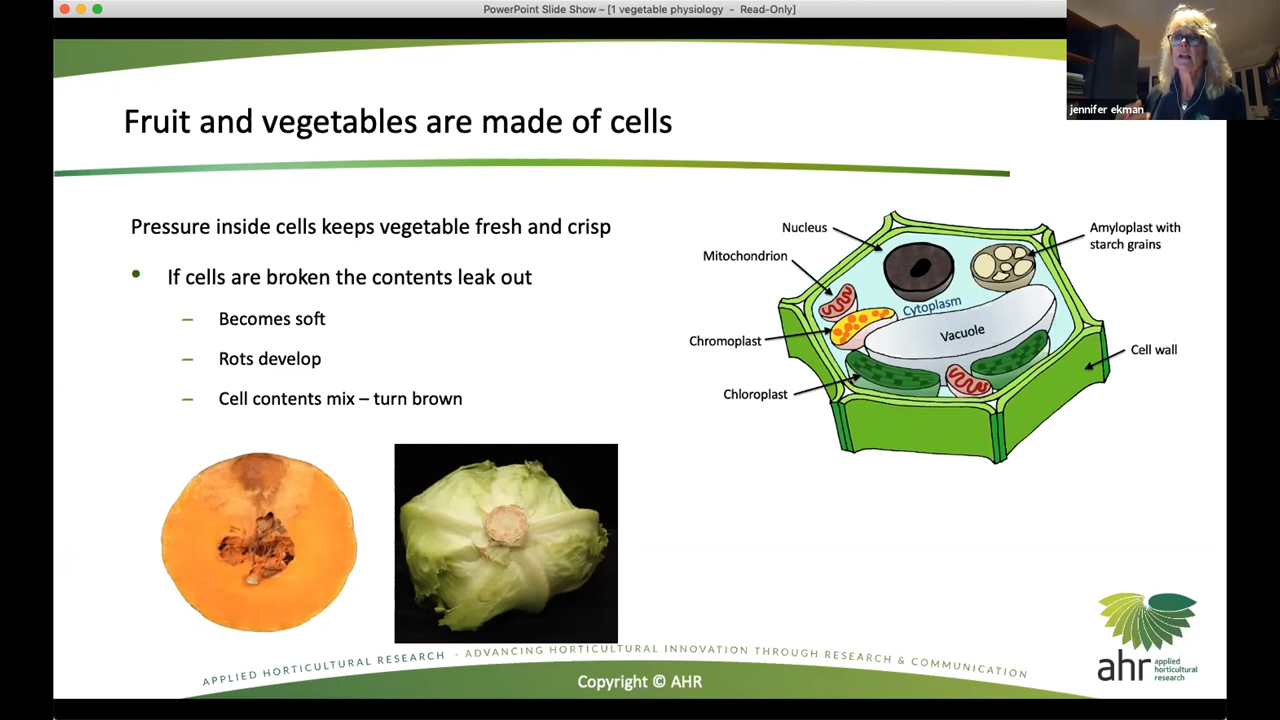 PowerPoint Slide Show – [1 vegetable physiology - Read-Only]
jennifer ekman
Fruit and vegetables are made of cells
Pressure inside cells keeps vegetable fresh and crisp
• If cells are broken the contents leak out
– Becomes soft
– Rots develop
– Cell contents mix – turn brown
Nucleus
Mitochondrion
Chromoplast
Chloroplast
Cytoplasm
Vacuole
Amyloplast with
starch grains
Cell wall
APPLIED HORTICULTURAL RESEARCH - ADVANCING HORTICULTURAL INNOVATION THROUGH RESEARCH & COMMUNICATION
Copyright © AHR
ahr applied
horticultural
research